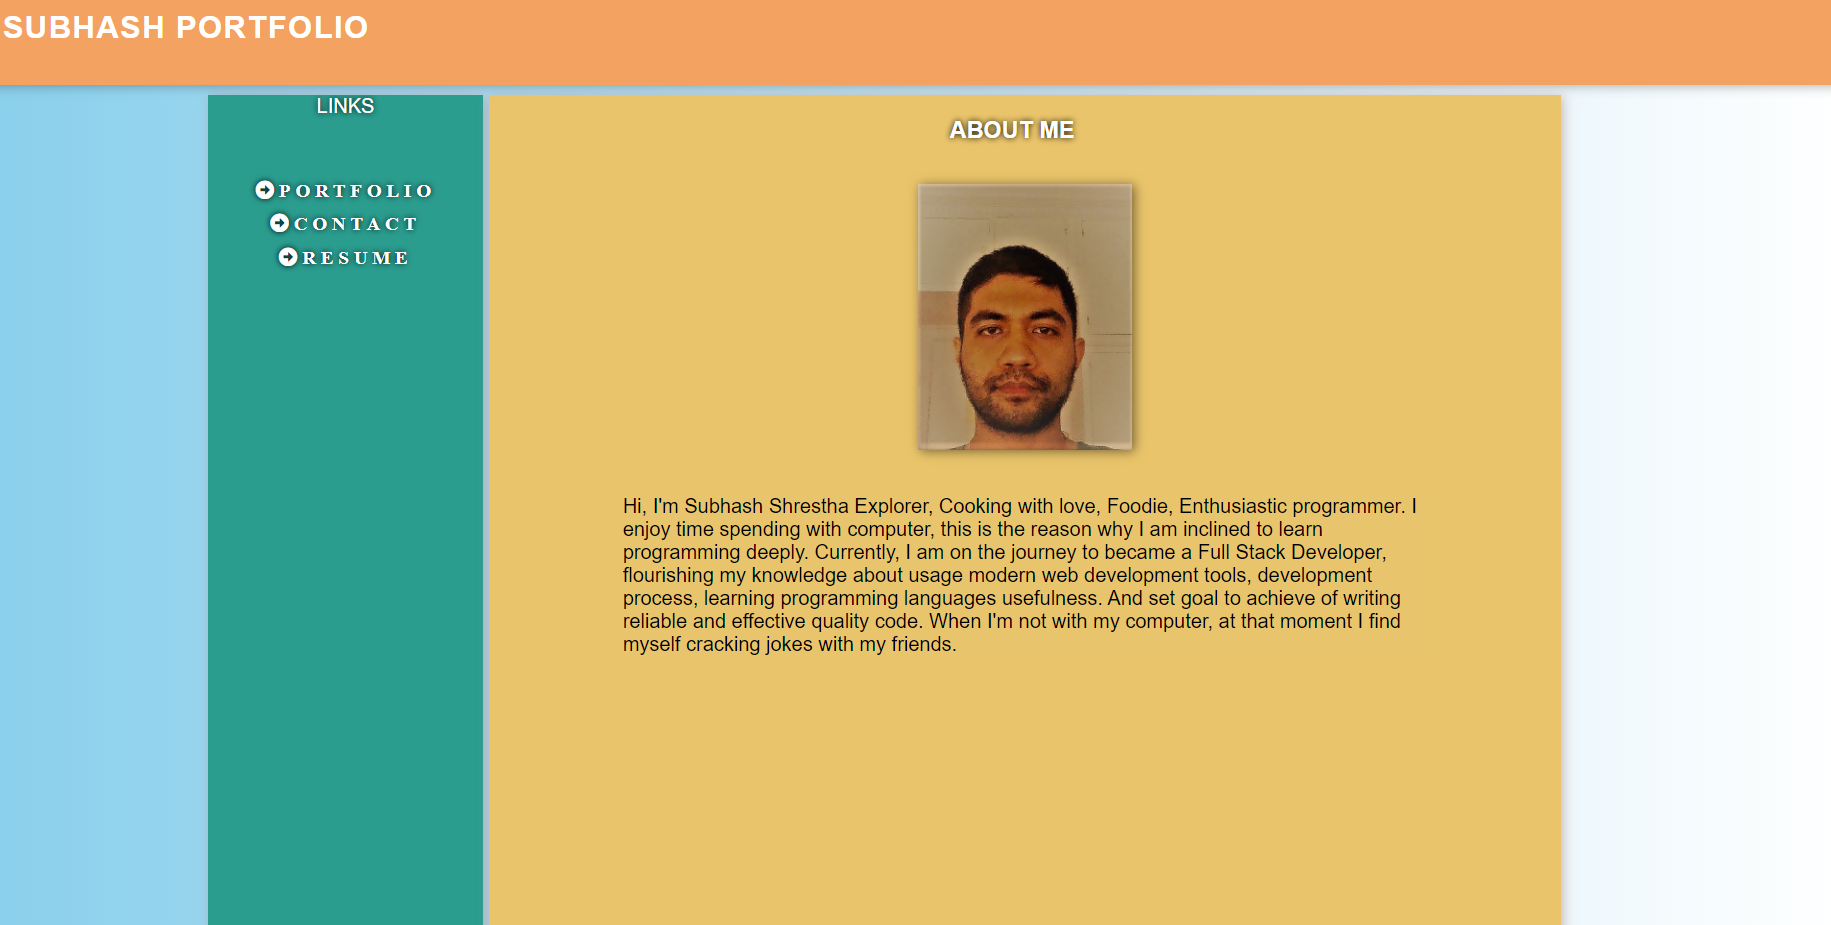 SUBHASH PORTFOLIO
LINKS
PORTFOLIO
CONTACT
RESUME
ABOUT ME
Hi, I'm Subhash Shrestha Explorer, Cooking with love, Foodie, Enthusiastic programmer. I
enjoy time spending with computer, this is the reason why I am inclined to learn
programming deeply. Currently, I am on the journey to became a Full Stack Developer,
flourishing my knowledge about usage modern web development tools, development
process, learning programming languages usefulness. And set goal to achieve of writing
reliable and effective quality code. When I'm not with my computer, at that moment I find
myself cracking jokes with my friends.